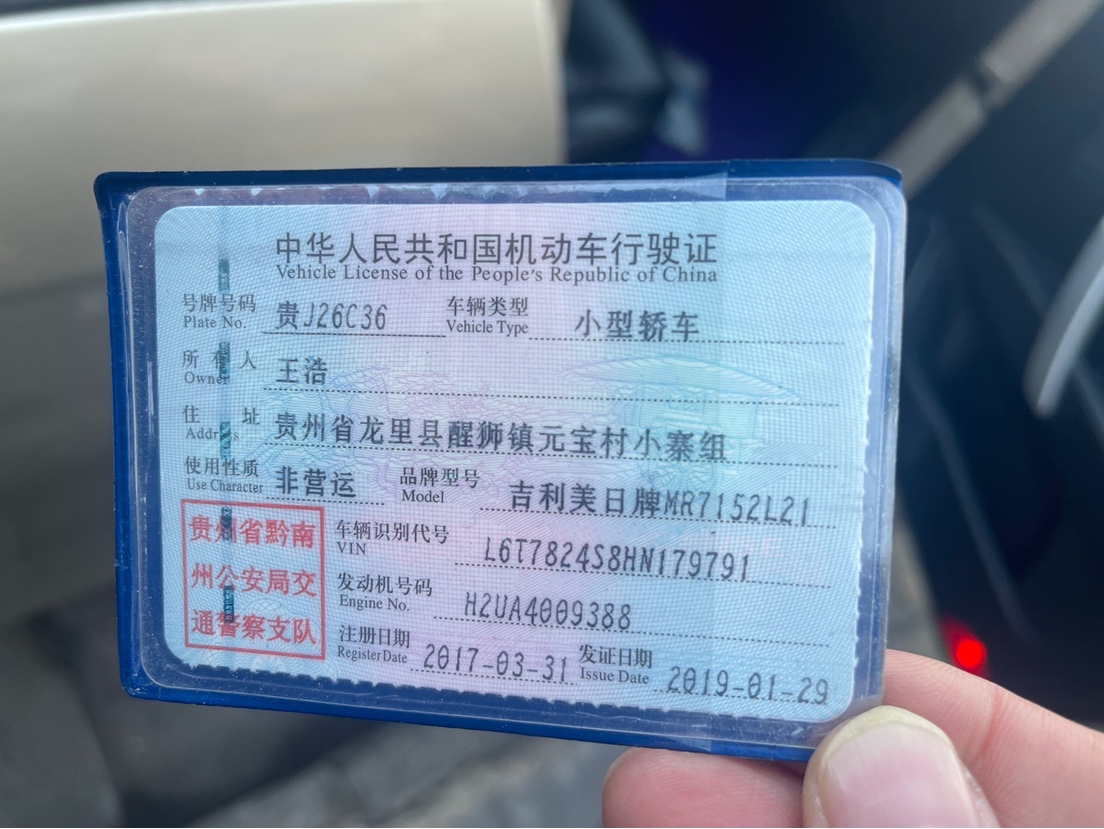 中华人民共和国机动车行驶证
Vehicle License of the People's Republic of China
号牌号码 贵J26C36 车辆类型 小型轿车
Plate No. Vehicle Type
所有人 王浩
Owner
住址 贵州省龙里县醒狮镇元宝村小寨组
Address
使用性质 非营运 品牌型号 吉利美日牌MR7152L21
Use Character Model
贵州省黔南
州公安局交
通警察支队
车辆识别代号 L6T7824S8HN179791
VIN
发动机号码 H2UA4009388
Engine No.
注册日期 2017-03-31 发证日期 2019-01-29
Register Date Issue Date